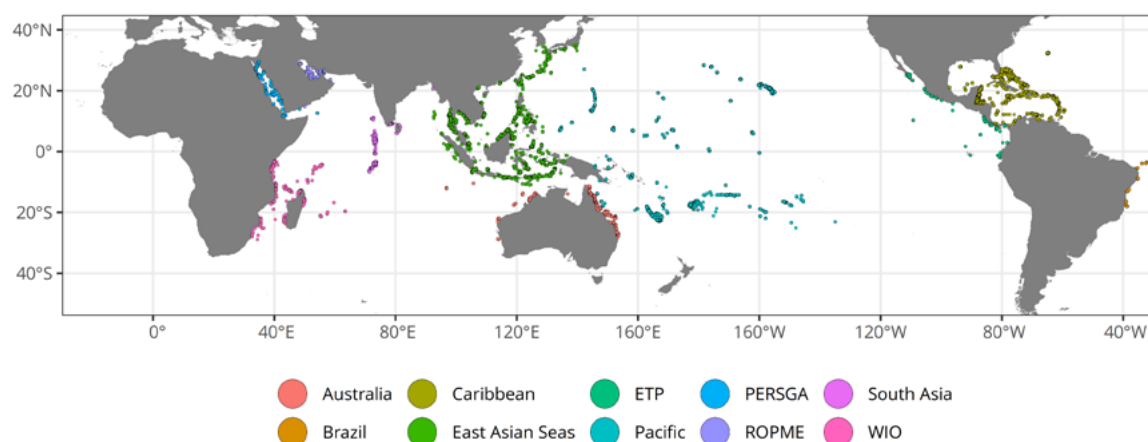 40°N
20°N
0°
20°S
40°S
0° 40°E 80°E 120°E 160°E 160°W 120°W 80°W 40°W
Australia Caribbean ETP PERSGA South Asia
Brazil East Asian Seas Pacific ROPME WIO